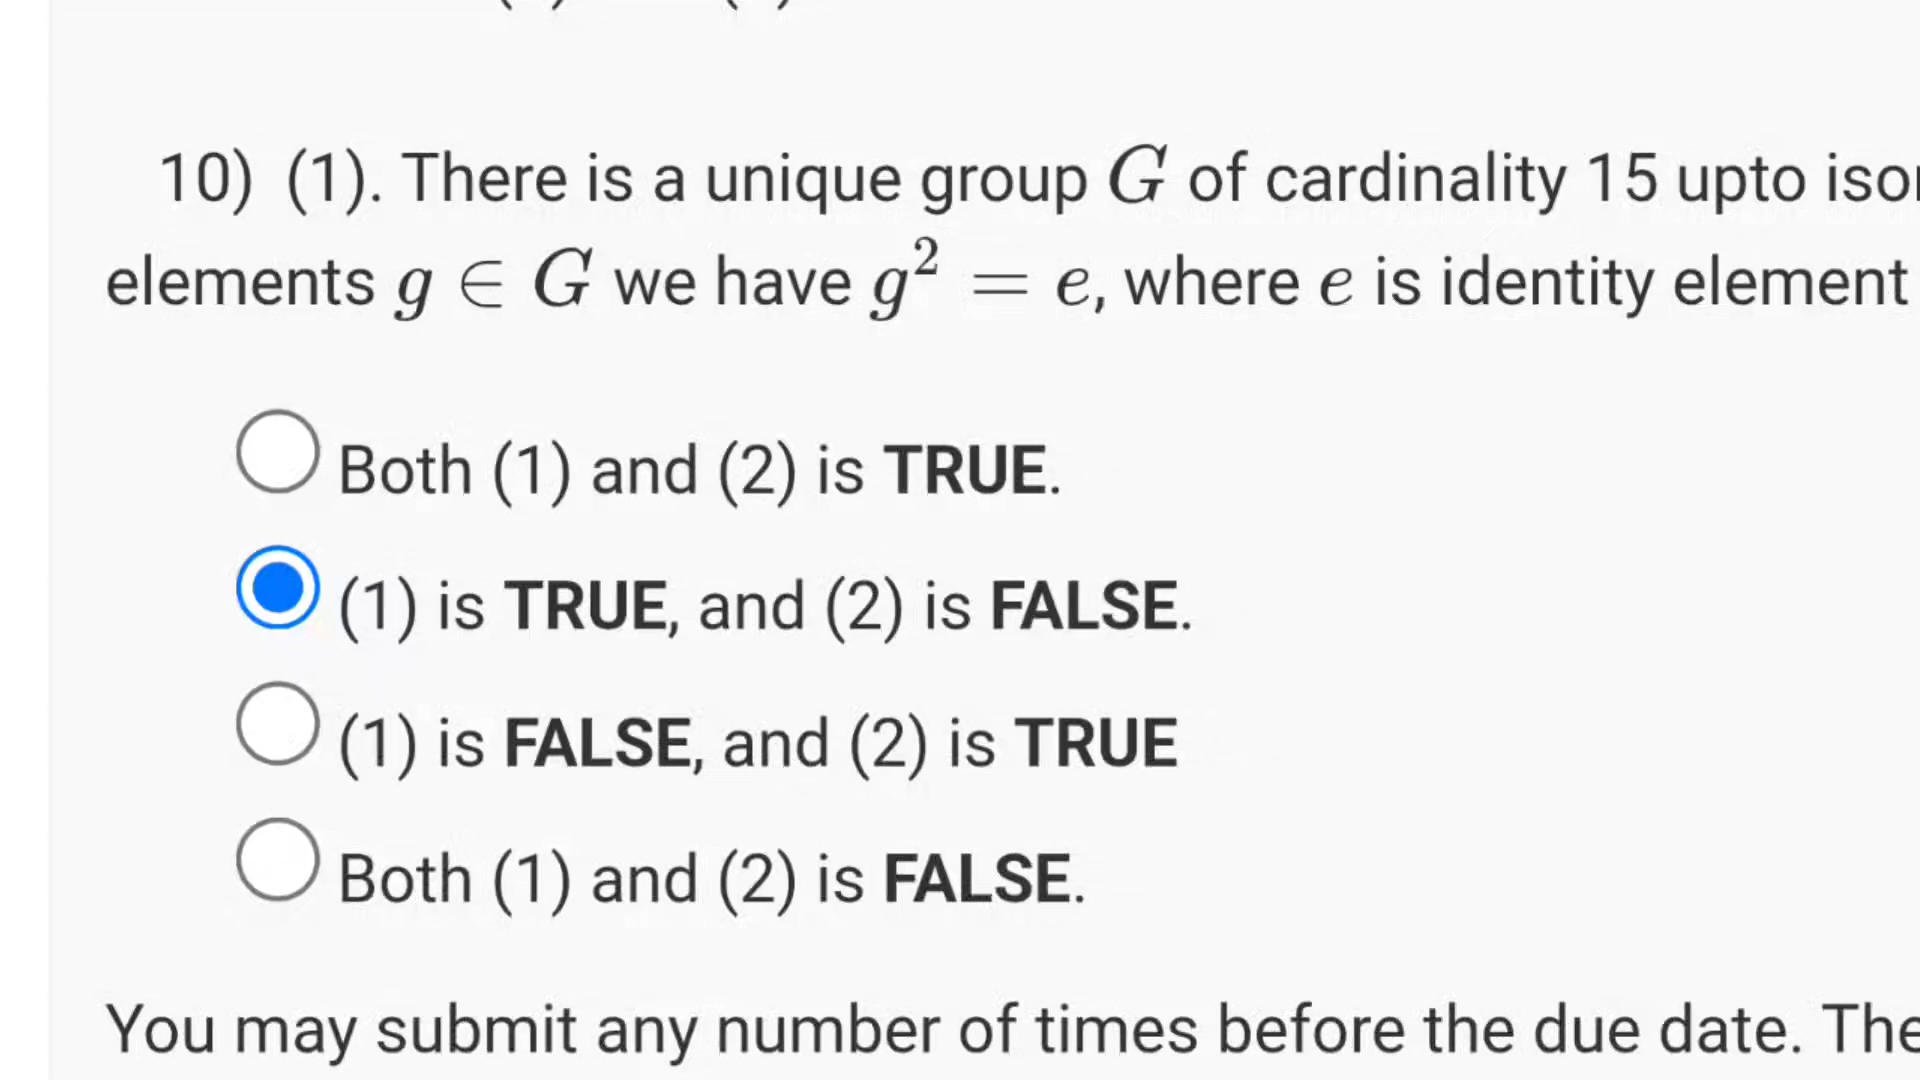 10) (1). There is a unique group G of cardinality 15 upto
elements g ∈ G we have g² = e, where e is identity element
Both (1) and (2) is TRUE.
(1) is TRUE, and (2) is FALSE.
(1) is FALSE, and (2) is TRUE
Both (1) and (2) is FALSE.
You may submit any number of times before the due date. The